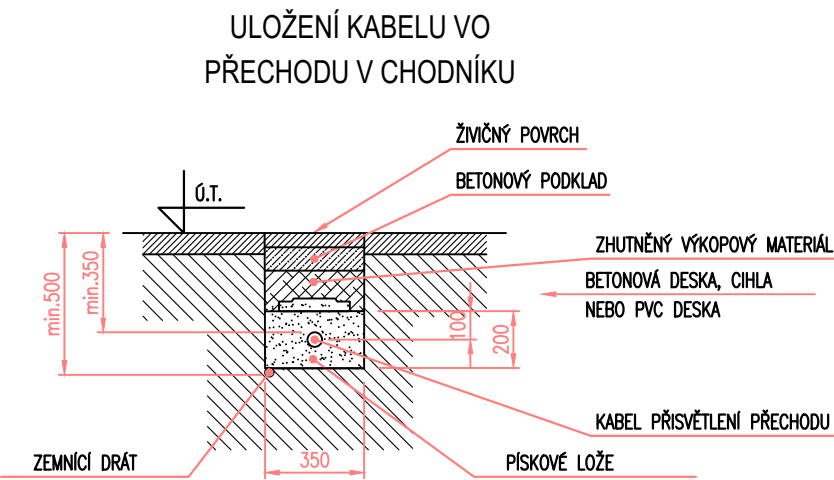 ULOŽENÍ KABELU VO
PŘECHODU V CHODNÍKU
ŽIVIČNÝ POVRCH
BETONOVÝ PODKLAD
Ú.T.
ZHUTNĚNÝ VÝKOPOVÝ MATERIÁL
BETONOVÁ DESKA, CIHLA
NEBO PVC DESKA
min.500
min.350
100
200
KABEL PŘISVĚTLENÍ PŘECHODU
ZEMNÍCÍ DRÁT
350
PÍSKOVÉ LOŽE